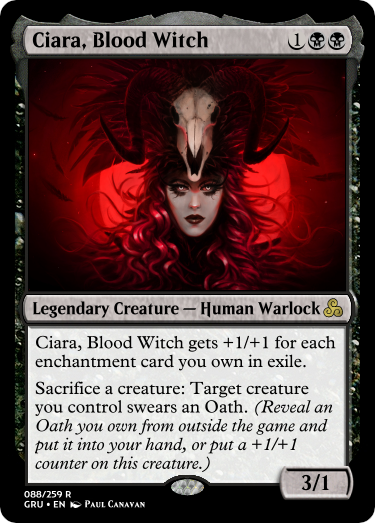 Ciara, Blood Witch 1
Legendary Creature — Human Warlock
Ciara, Blood Witch gets +1/+1 for each
enchantment card you own in exile.
Sacrifice a creature: Target creature
you control swears an Oath. (Reveal an
Oath you own from outside the game and
put it into your hand, or put a +1/+1
counter on this creature.)
3/1
088/259 R
GRU • EN Paul Canavan